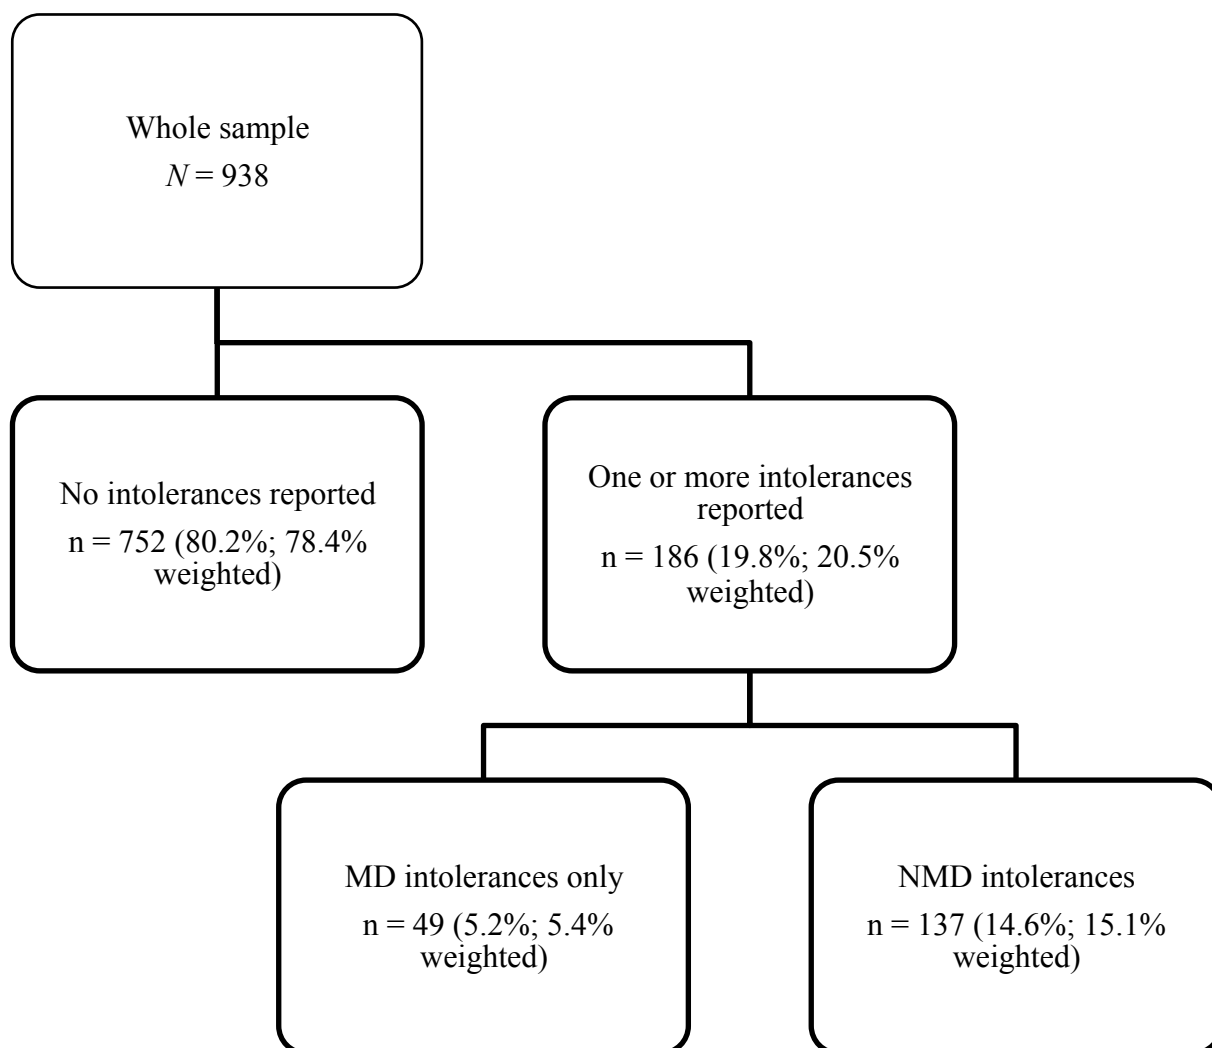 Whole sample
N = 938
No intolerances reported
n = 752 (80.2%; 78.4%
weighted)
One or more intolerances
reported
n = 186 (19.8%; 20.5%
weighted)
MD intolerances only
n = 49 (5.2%; 5.4%
weighted)
NMD intolerances
n = 137 (14.6%; 15.1%
weighted)